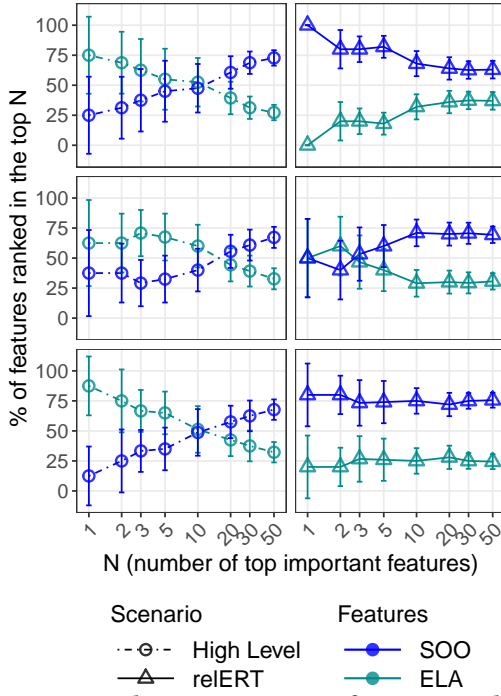 % of features ranked in the top N
100
75
50
25
0
100
75
50
25
0
100
75
50
25
0
1 2 3 5 10 20 30 50 1 2 3 5 10 20 30 50
N (number of top important features)
Scenario Features
High Level SOO
relERT ELA